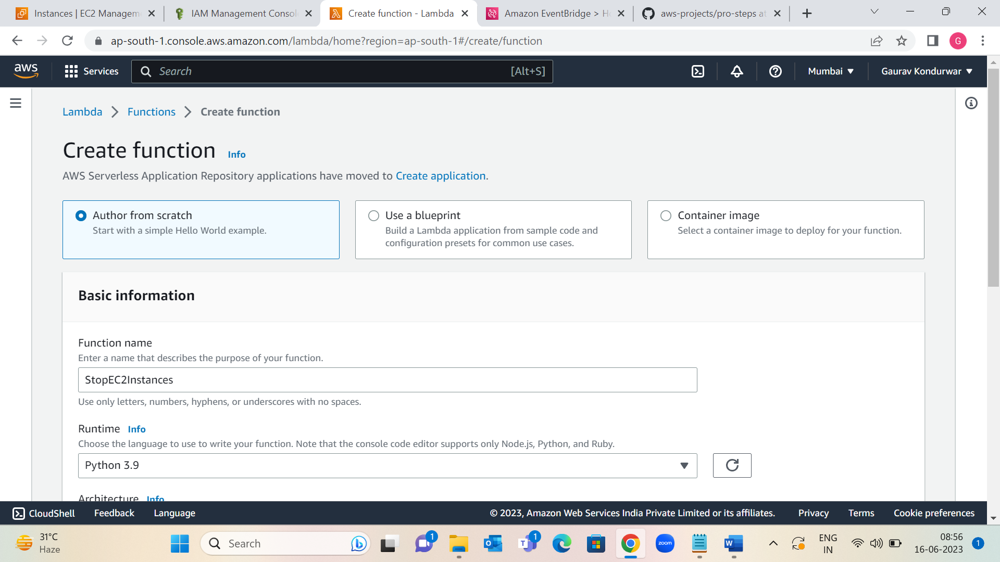 Instances | EC2 Managem
IAM Management Consol
Create function - Lambda
Amazon EventBridge > H
aws-projects/pro-steps at
ap-south-1.console.aws.amazon.com/lambda/home?region=ap-south-1#/create/function
G
aws
Services
Search
[Alt+S]
Mumbai
Gaurav Kondurwar
Lambda > Functions > Create function
Create function Info
AWS Serverless Application Repository applications have moved to Create application.
Author from scratch
Start with a simple Hello World example.
Use a blueprint
Build a Lambda application from sample code and
configuration presets for common use cases.
Container image
Select a container image to deploy for your function.
Basic information
Function name
Enter a name that describes the purpose of your function.
StopEC2Instances
Use only letters, numbers, hyphens, or underscores with no spaces.
Runtime Info
Choose the language to use to write your function. Note that the console code editor supports only Node.js, Python, and Ruby.
Python 3.9
Architecture Info
CloudShell
Feedback
Language
© 2023, Amazon Web Services India Private Limited or its affiliates.
Privacy
Terms
Cookie preferences
31°C
Haze
Search
1
1
zoom
ENG
IN
08:56
16-06-2023
1